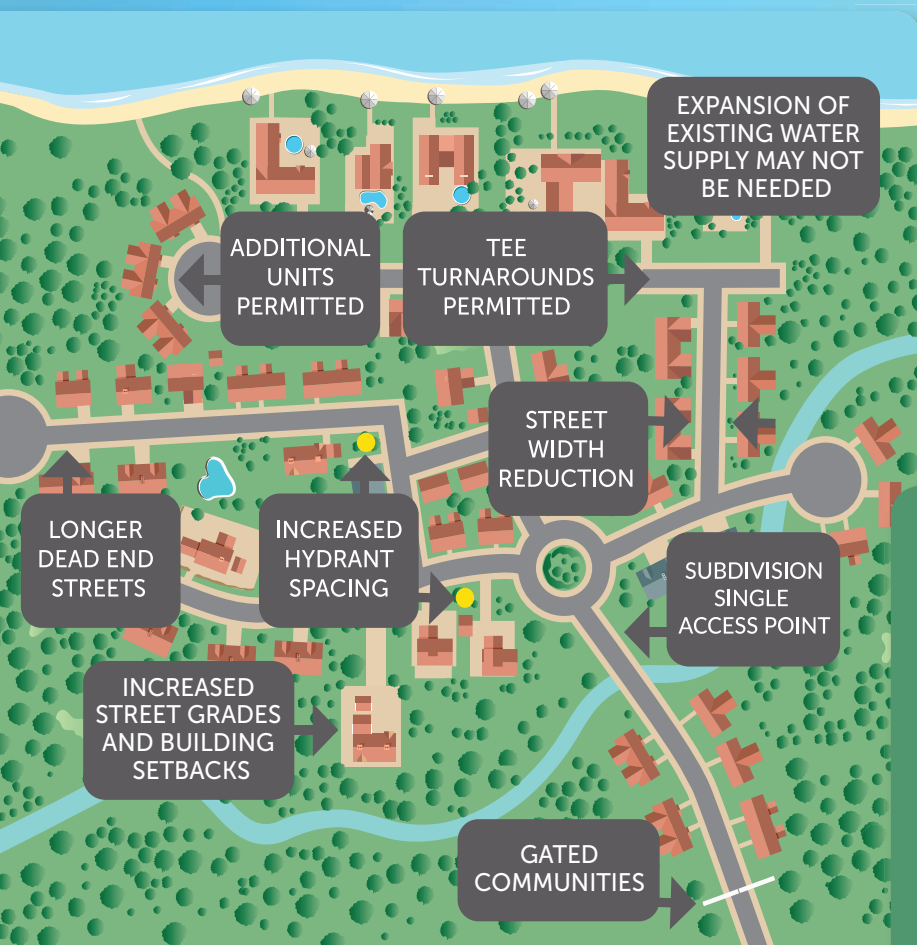 EXPANSION OF
EXISTING WATER
SUPPLY MAY NOT
BE NEEDED
ADDITIONAL
UNITS
PERMITTED
TEE
TURNAROUNDS
PERMITTED
STREET
WIDTH
REDUCTION
LONGER
DEAD END
STREETS
INCREASED
HYDRANT
SPACING
SUBDIVISION
SINGLE
ACCESS POINT
INCREASED
STREET GRADES
AND BUILDING
SETBACKS
GATED
COMMUNITIES